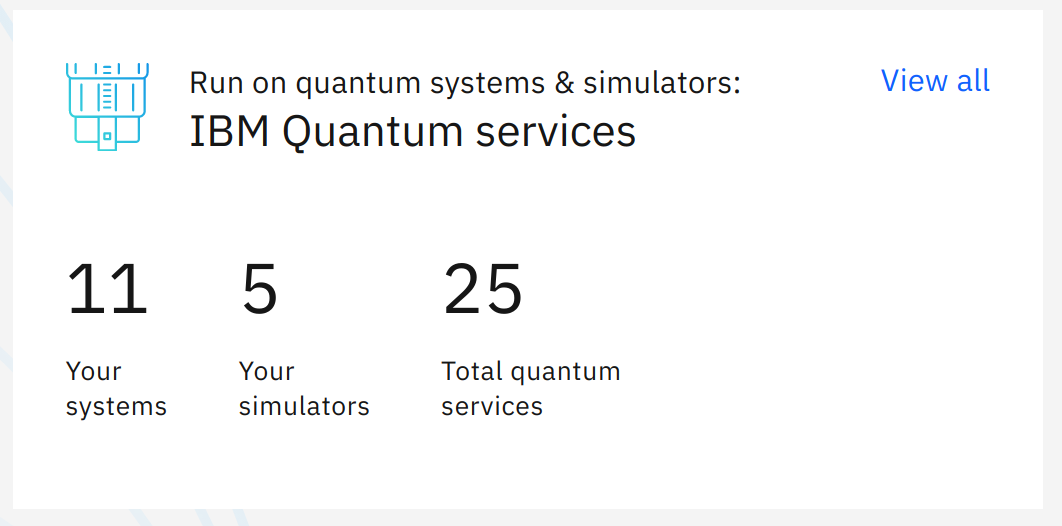 Run on quantum systems & simulators:
View all
IBM Quantum services
11
5
25
Your
systems
Your
simulators
Total quantum
services